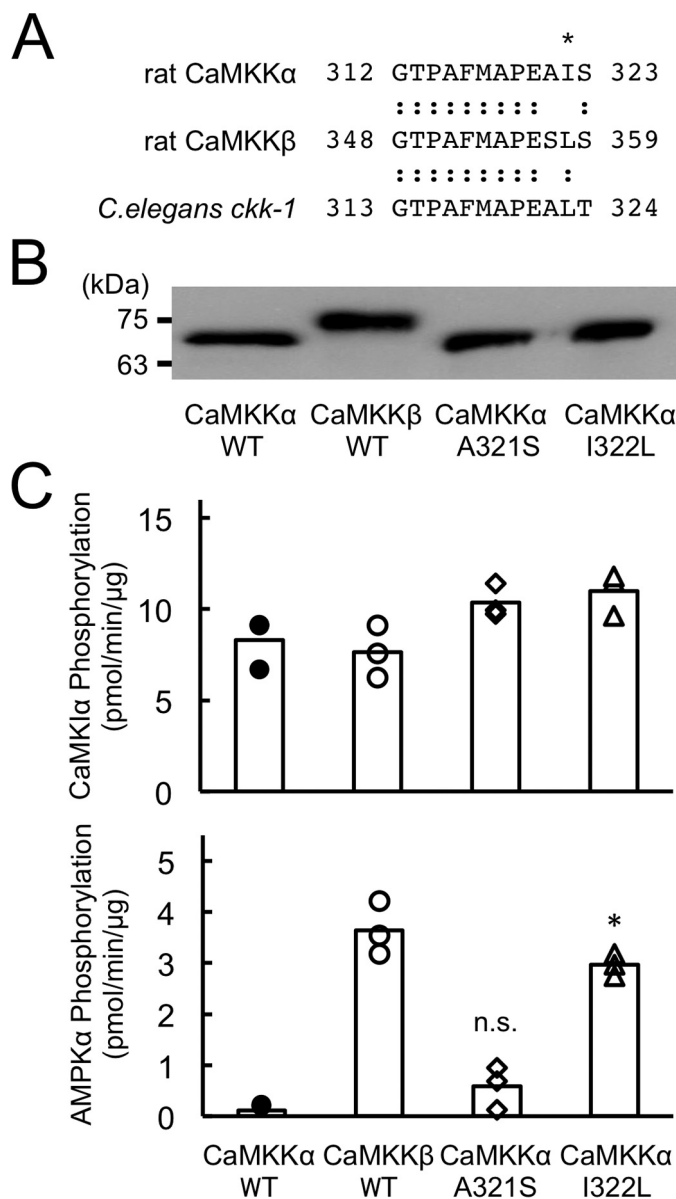 A
*
rat CaMKKα 312 GTPAFMAPEAIS 323
::::::::: :
rat CaMKKβ 348 GTPAFMAPESLS 359
::::::::: :
C.elegans ckk-1 313 GTPAFMAPEALT 324
B
(kDa)
75
63
CaMKKα CaMKKβ CaMKKα CaMKKα
WT WT A321S I322L
C
CaMKIα Phosphorylation
(pmol/min/μg)
15
10
5
0
AMPKα Phosphorylation
(pmol/min/μg)
5
4
3
2
1
0
n.s.
*
CaMKKα CaMKKβ CaMKKα CaMKKα
WT WT A321S I322L